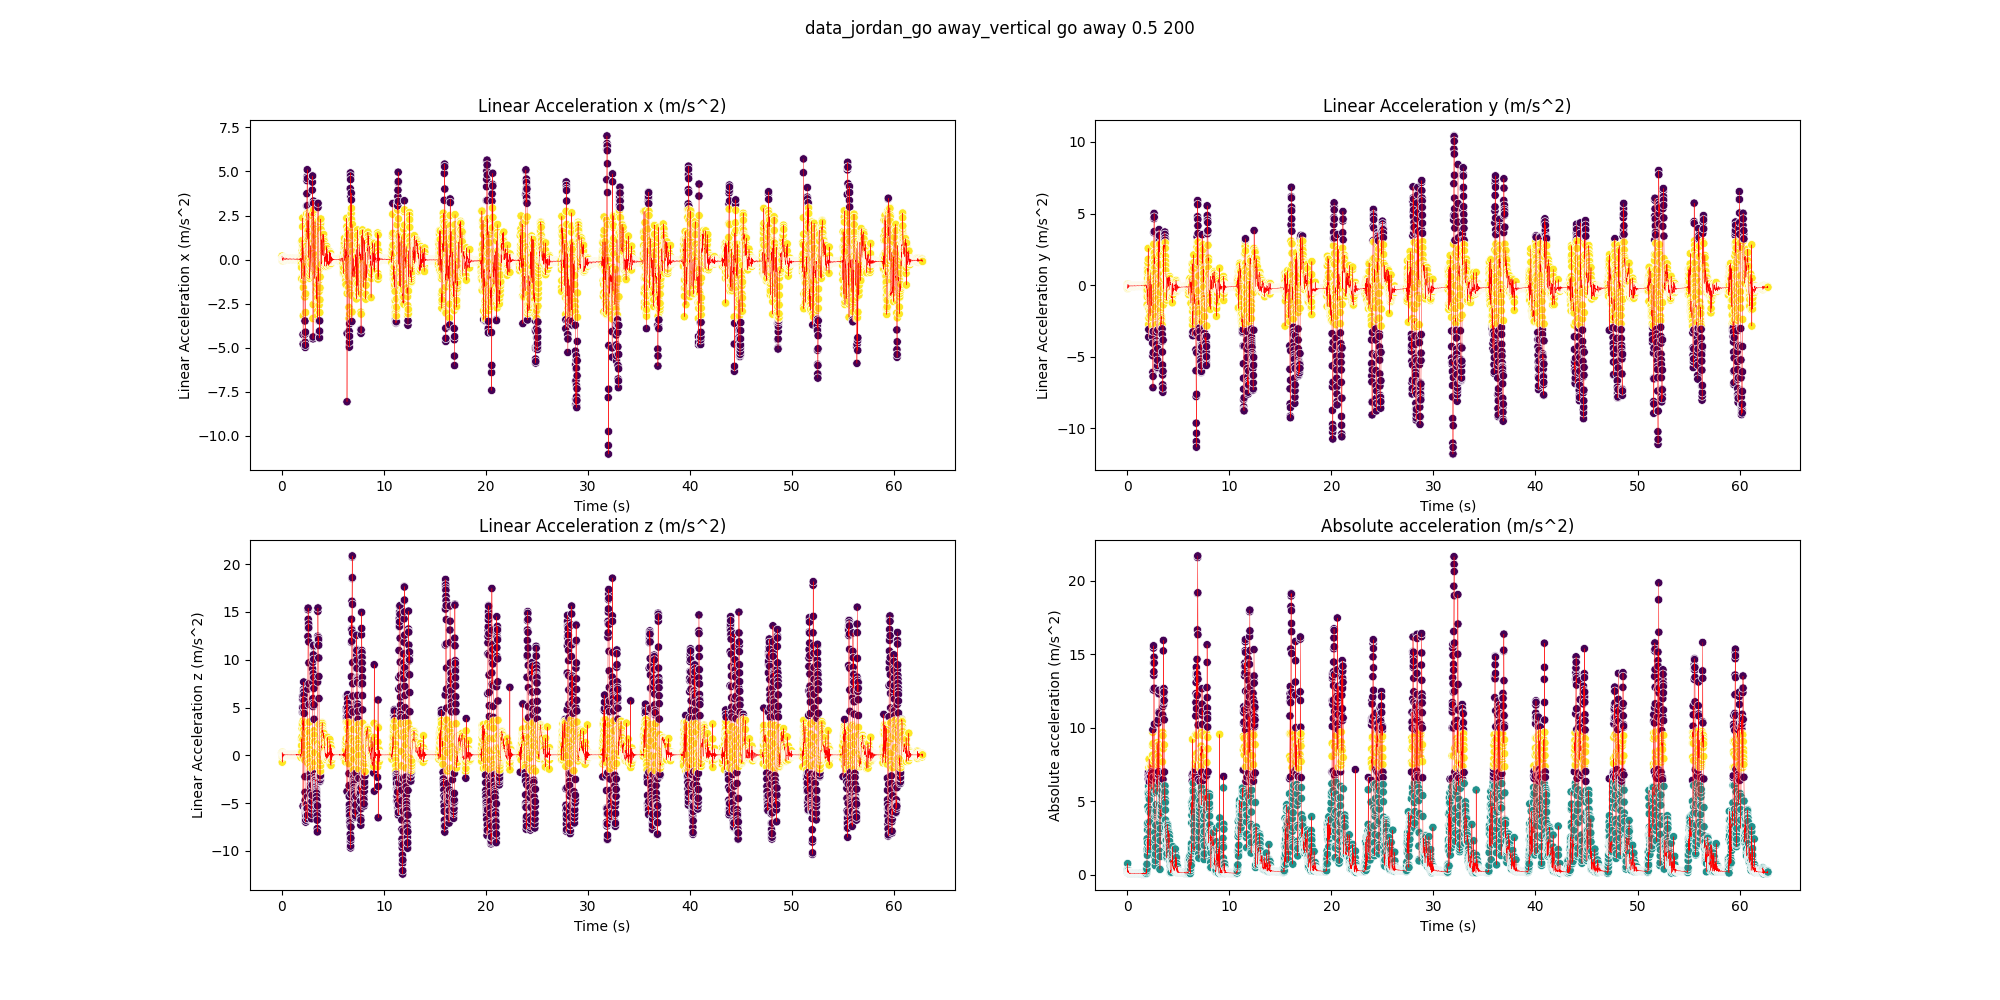 data_jordan_go away_vertical go away 0.5 200
Linear Acceleration x (m/s^2)
Linear Acceleration x (m/s^2)
7.5
5.0
2.5
0.0
−2.5
−5.0
−7.5
−10.0
0 10 20 30 40 50 60
Time (s)
Linear Acceleration y (m/s^2)
Linear Acceleration y (m/s^2)
10
5
0
−5
−10
0 10 20 30 40 50 60
Time (s)
Linear Acceleration z (m/s^2)
Linear Acceleration z (m/s^2)
20
15
10
5
0
−5
−10
0 10 20 30 40 50 60
Time (s)
Absolute acceleration (m/s^2)
Absolute acceleration (m/s^2)
20
15
10
5
0
0 10 20 30 40 50 60
Time (s)